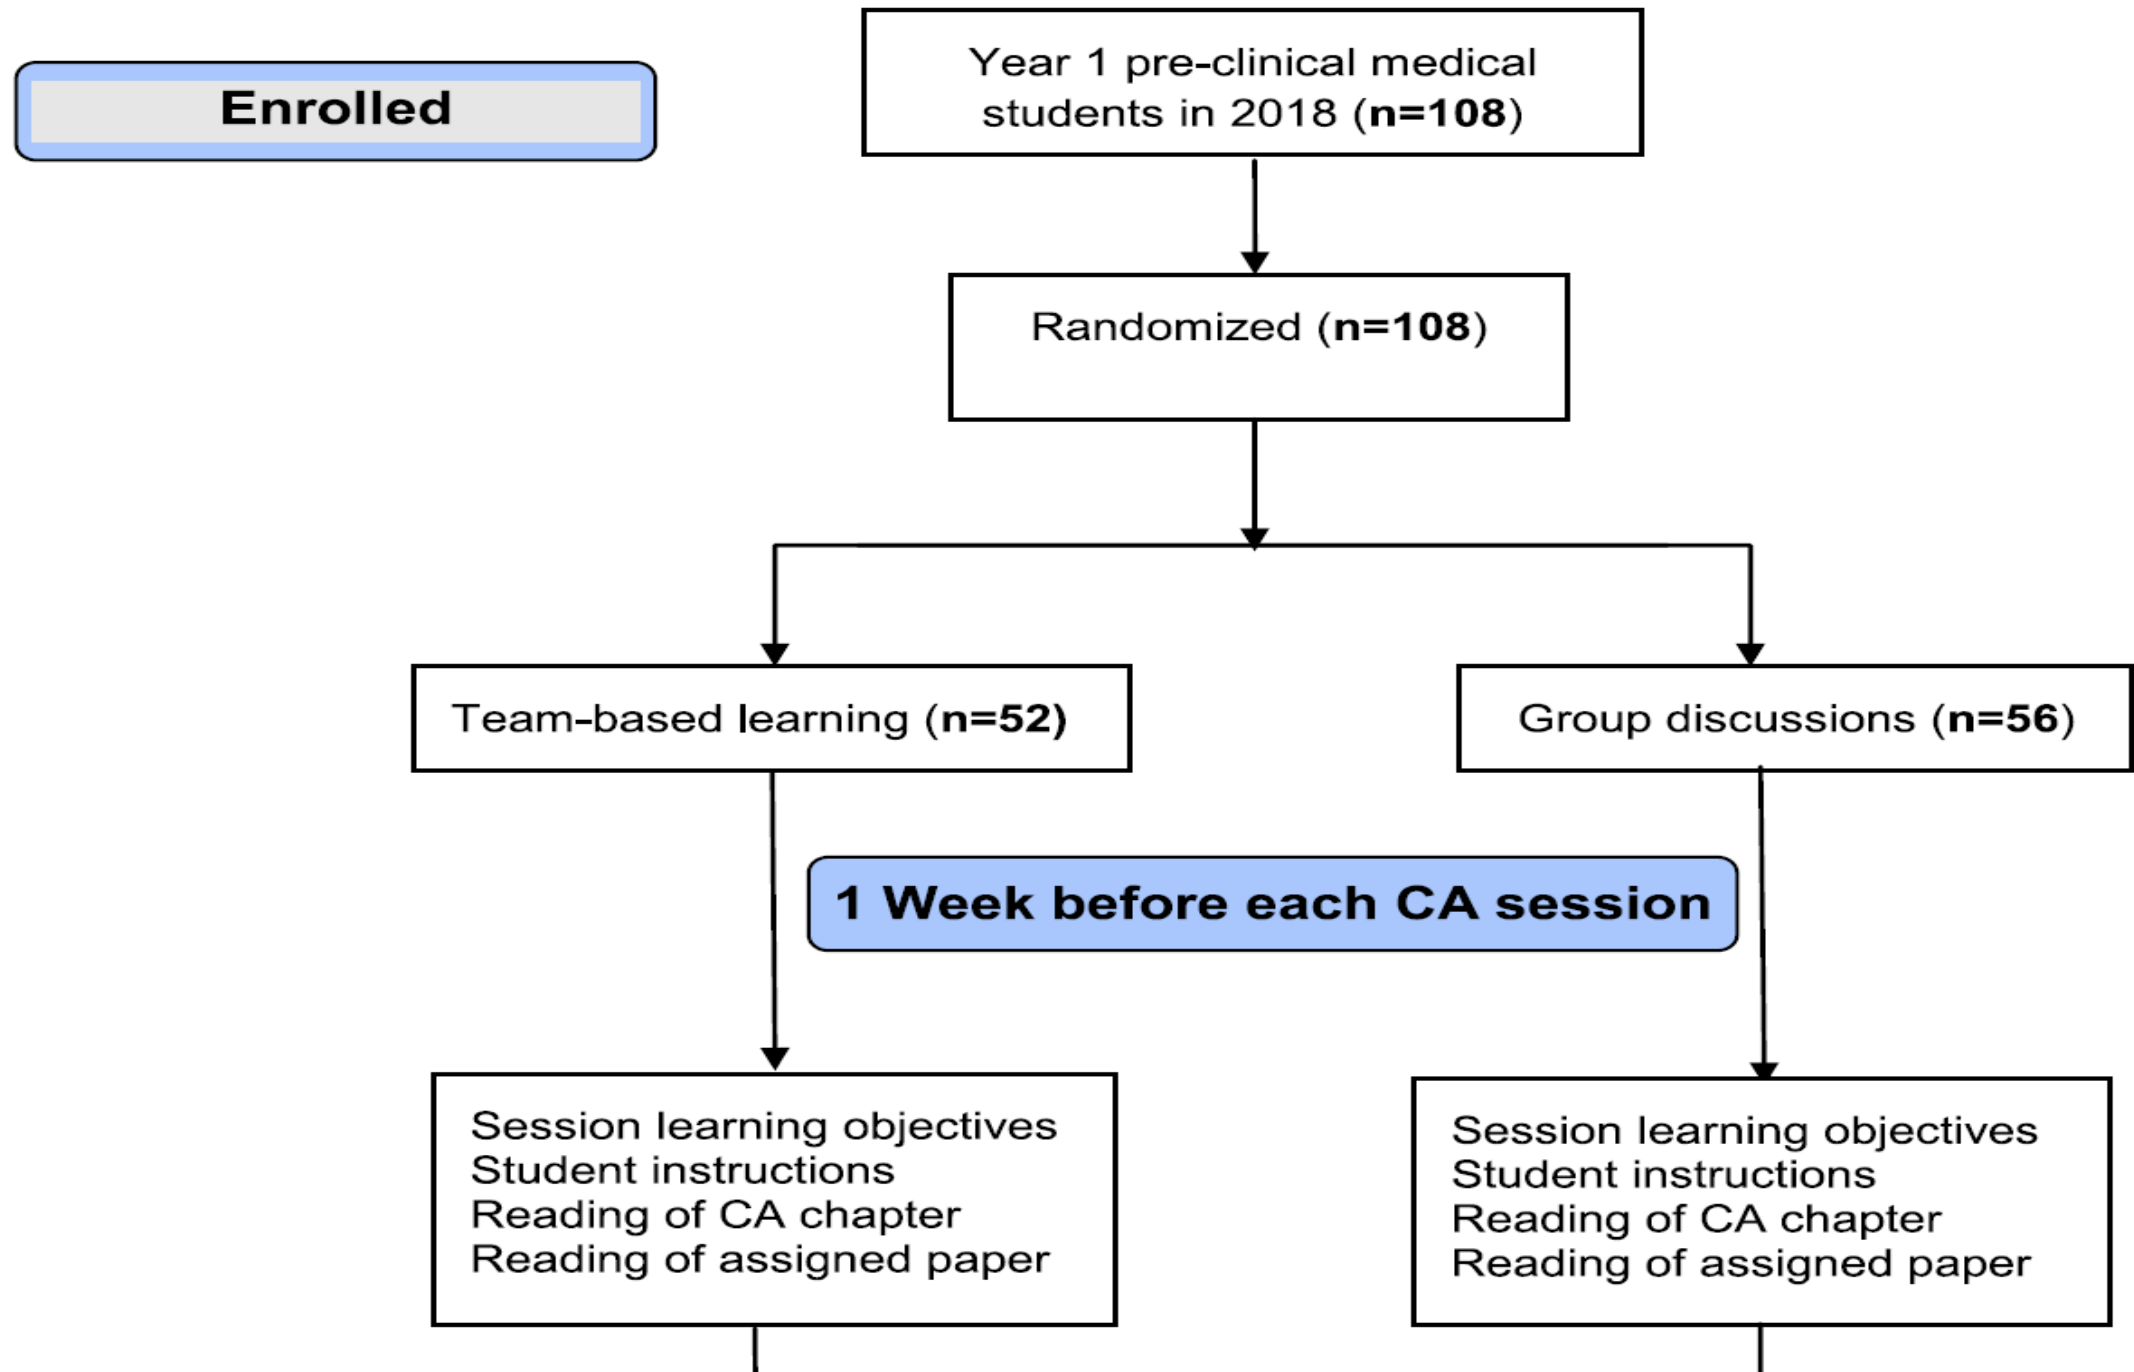 Enrolled
Year 1 pre-clinical medical
students in 2018 (n=108)
Randomized (n=108)
Team-based learning (n=52)
Group discussions (n=56)
1 Week before each CA session
Session learning objectives
Student instructions
Reading of CA chapter
Reading of assigned paper
Session learning objectives
Student instructions
Reading of CA chapter
Reading of assigned paper